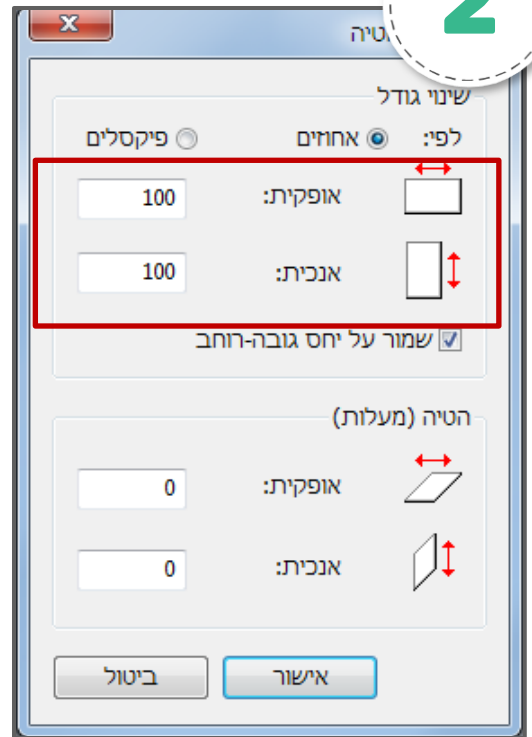 2
שינוי גודל
לפי: אחוזים פיקסלים
אופקית: 100
אנכית: 100
שמור על יחס גובה-רוחב
הטיה (מעלות)
אופקית: 0
אנכית: 0
אישור ביטול